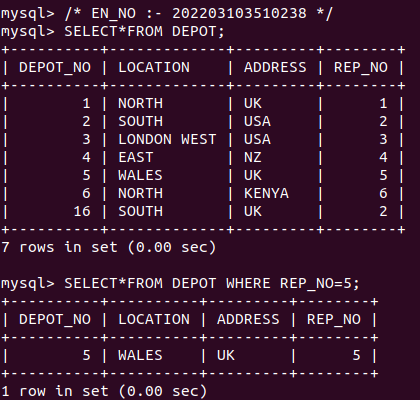 mysql> /* EN_NO :- 202203103510238 */
mysql> SELECT*FROM DEPOT;
+----------+-------------+---------+--------+
| DEPOT_NO | LOCATION    | ADDRESS | REP_NO |
+----------+-------------+---------+--------+
|        1 | NORTH       | UK      |      1 |
|        2 | SOUTH       | USA     |      2 |
|        3 | LONDON WEST | USA     |      3 |
|        4 | EAST        | NZ      |      4 |
|        5 | WALES       | UK      |      5 |
|        6 | NORTH       | KENYA   |      6 |
|       16 | SOUTH       | UK      |      2 |
+----------+-------------+---------+--------+
7 rows in set (0.00 sec)
mysql> SELECT*FROM DEPOT WHERE REP_NO=5;
+----------+----------+---------+--------+
| DEPOT_NO | LOCATION | ADDRESS | REP_NO |
+----------+----------+---------+--------+
|        5 | WALES    | UK      |      5 |
+----------+----------+---------+--------+
1 row in set (0.00 sec)